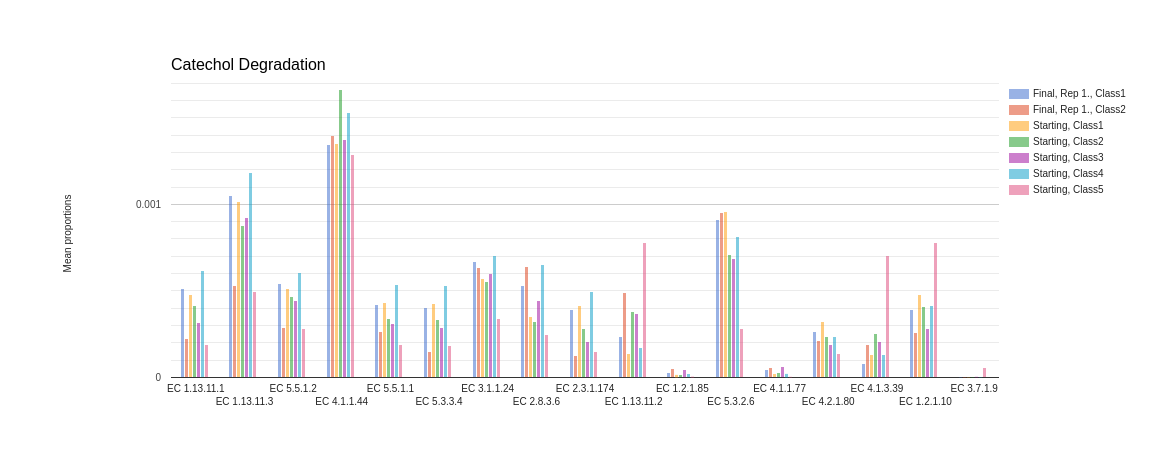 Catechol Degradation
Final, Rep 1., Class1
Final, Rep 1., Class2
Starting, Class1
Starting, Class2
Starting, Class3
Starting, Class4
Starting, Class5
Mean proportions
0.001
0
EC 1.13.11.1 EC 5.5.1.2 EC 5.5.1.1 EC 3.1.1.24 EC 2.3.1.174 EC 1.2.1.85 EC 4.1.1.77 EC 4.1.3.39 EC 3.7.1.9
EC 1.13.11.3 EC 4.1.1.44 EC 5.3.3.4 EC 2.8.3.6 EC 1.13.11.2 EC 5.3.2.6 EC 4.2.1.80 EC 1.2.1.10